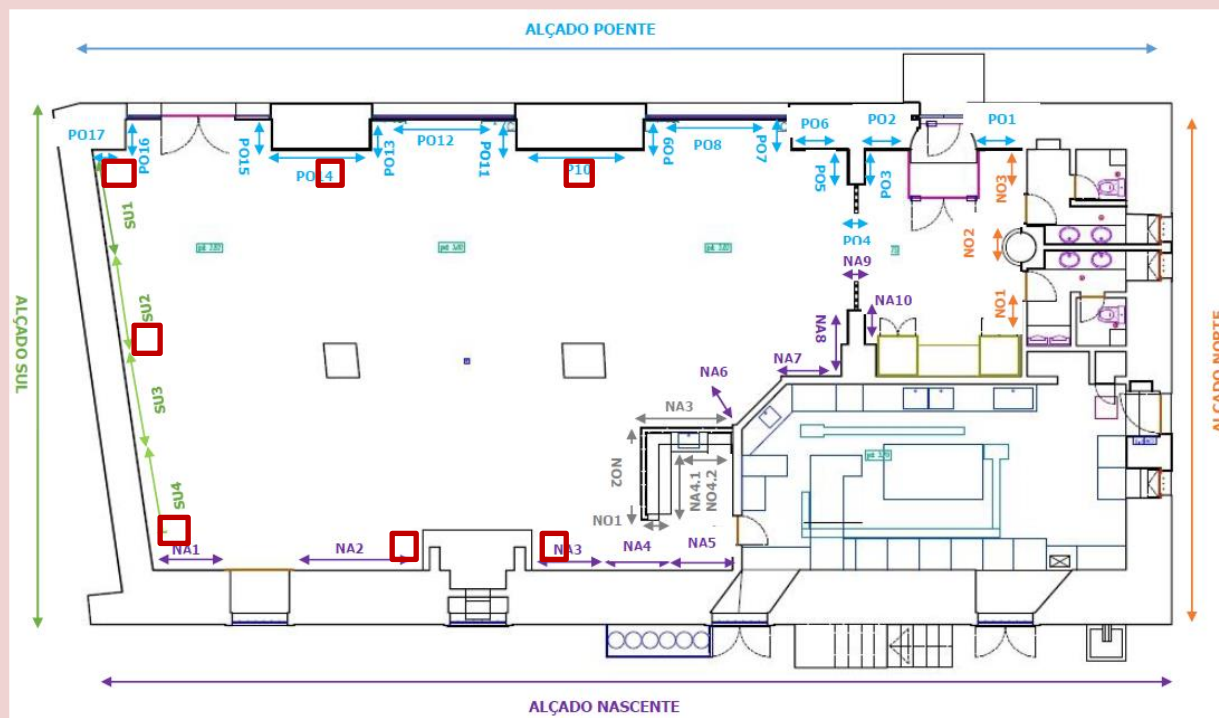 ALÇADO POENTE
PO17
PO16
PO15
PO14
PO13
PO12
PO11
P10
PO9
PO8
PO7
PO6
PO5
PO2
PO3
PO1
NO3
SU1
PO4
NO2
NA9
SU2
NA10
NO1
NA8
ALÇADO SUL
ALÇADO NORTE
SU3
NA7
NA6
NA3
NO2
NA4.1
NO4.2
SU4
NO1
NA1
NA2
NA3
NA4
NA5
ALÇADO NASCENTE